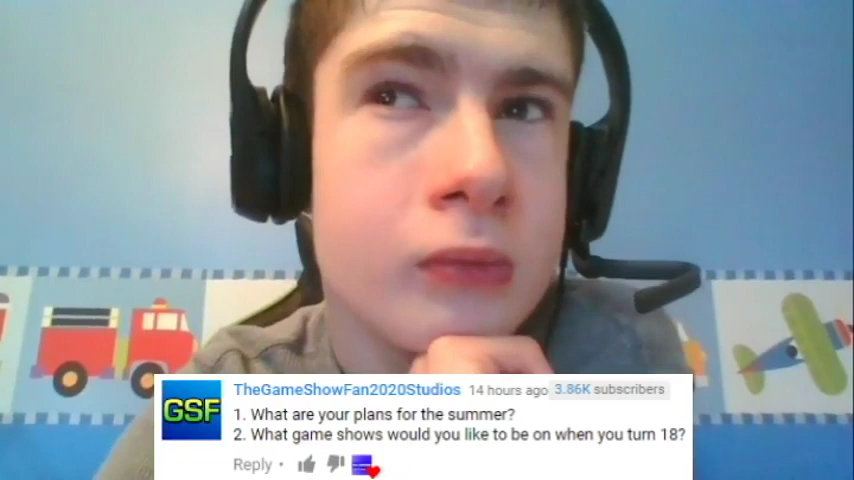 GSF
TheGameShowFan2020Studios 14 hours ago 3.86K subscribers
1. What are your plans for the summer?
2. What game shows would you like to be on when you turn 18?
Reply •